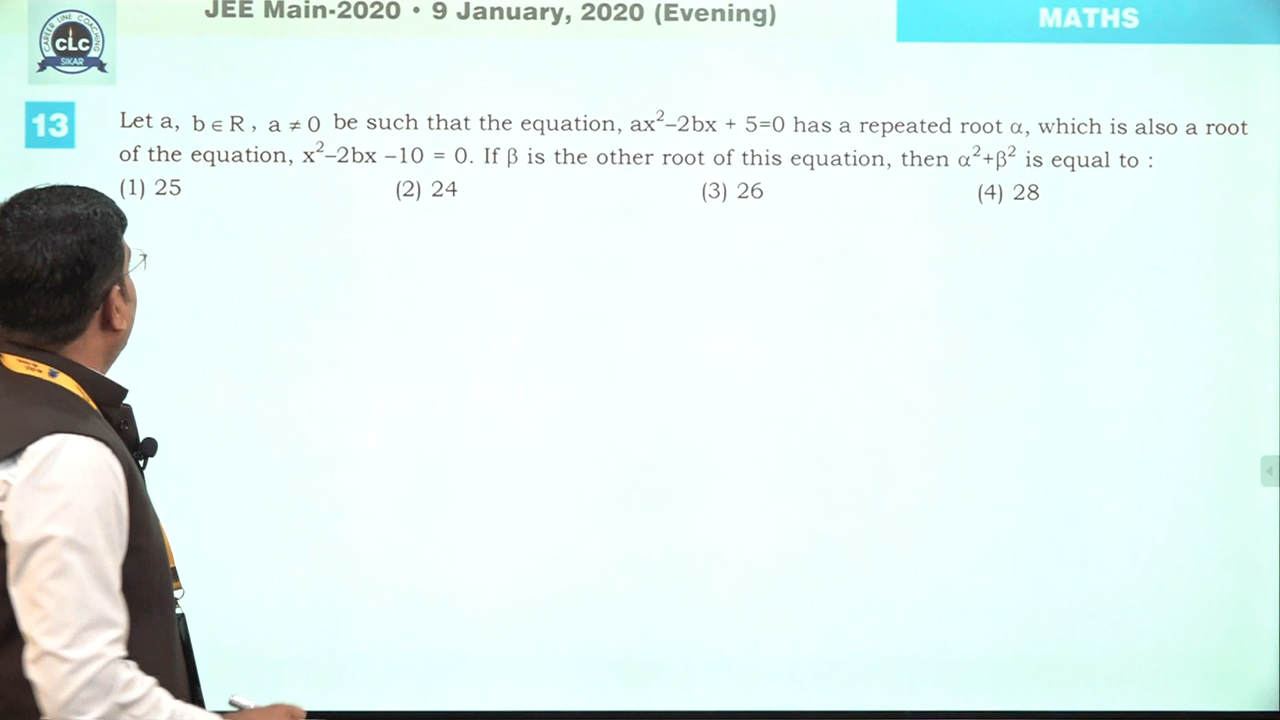 JEE Main-2020 • 9 January, 2020 (Evening)
MATHS
CAREER LINE COACHING
CLC
SIKAR
13
Let a, b ∈ R, a ≠ 0 be such that the equation, ax²–2bx + 5=0 has a repeated root α, which is also a root
of the equation, x²–2bx –10 = 0. If β is the other root of this equation, then α²+β² is equal to :
(1) 25 (2) 24 (3) 26 (4) 28